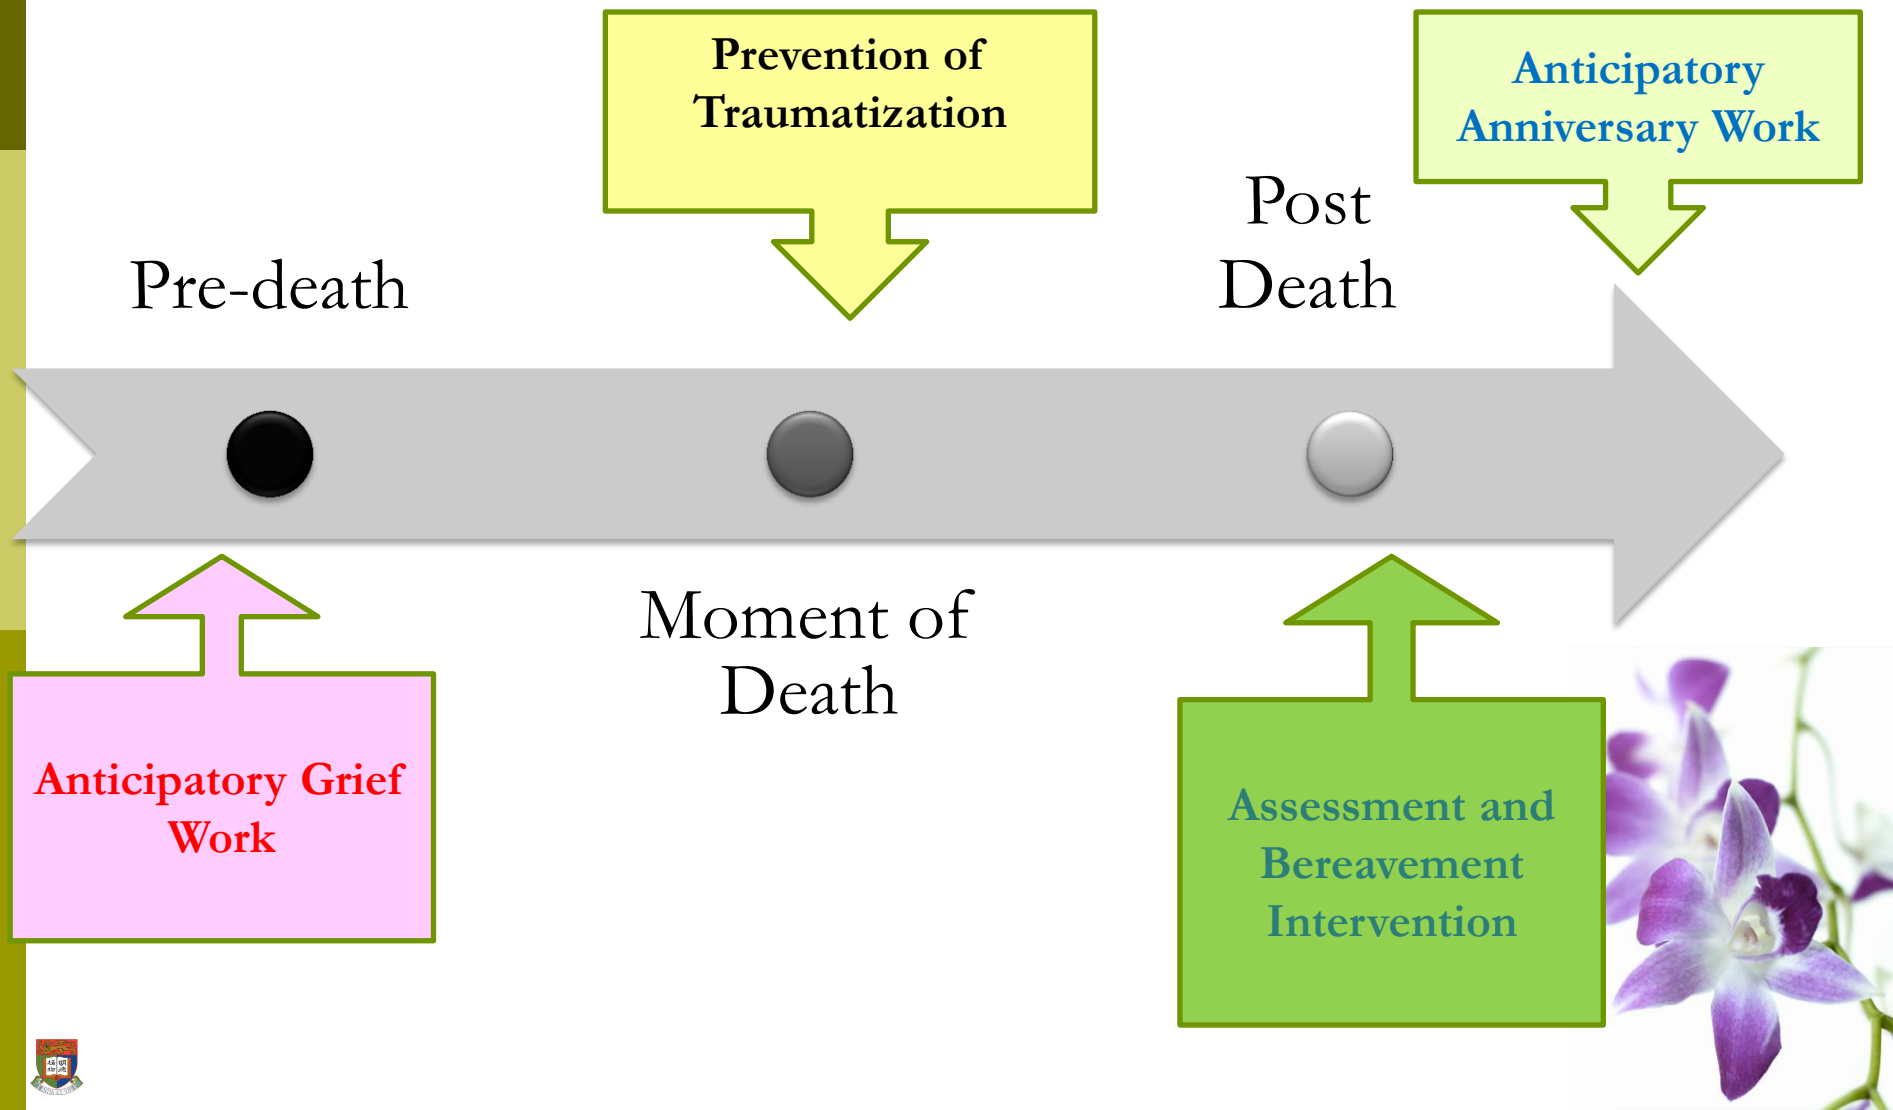 Prevention of
Traumatization
Anticipatory
Anniversary Work
Pre-death
Post
Death
Moment of
Death
Anticipatory Grief
Work
Assessment and
Bereavement
Intervention